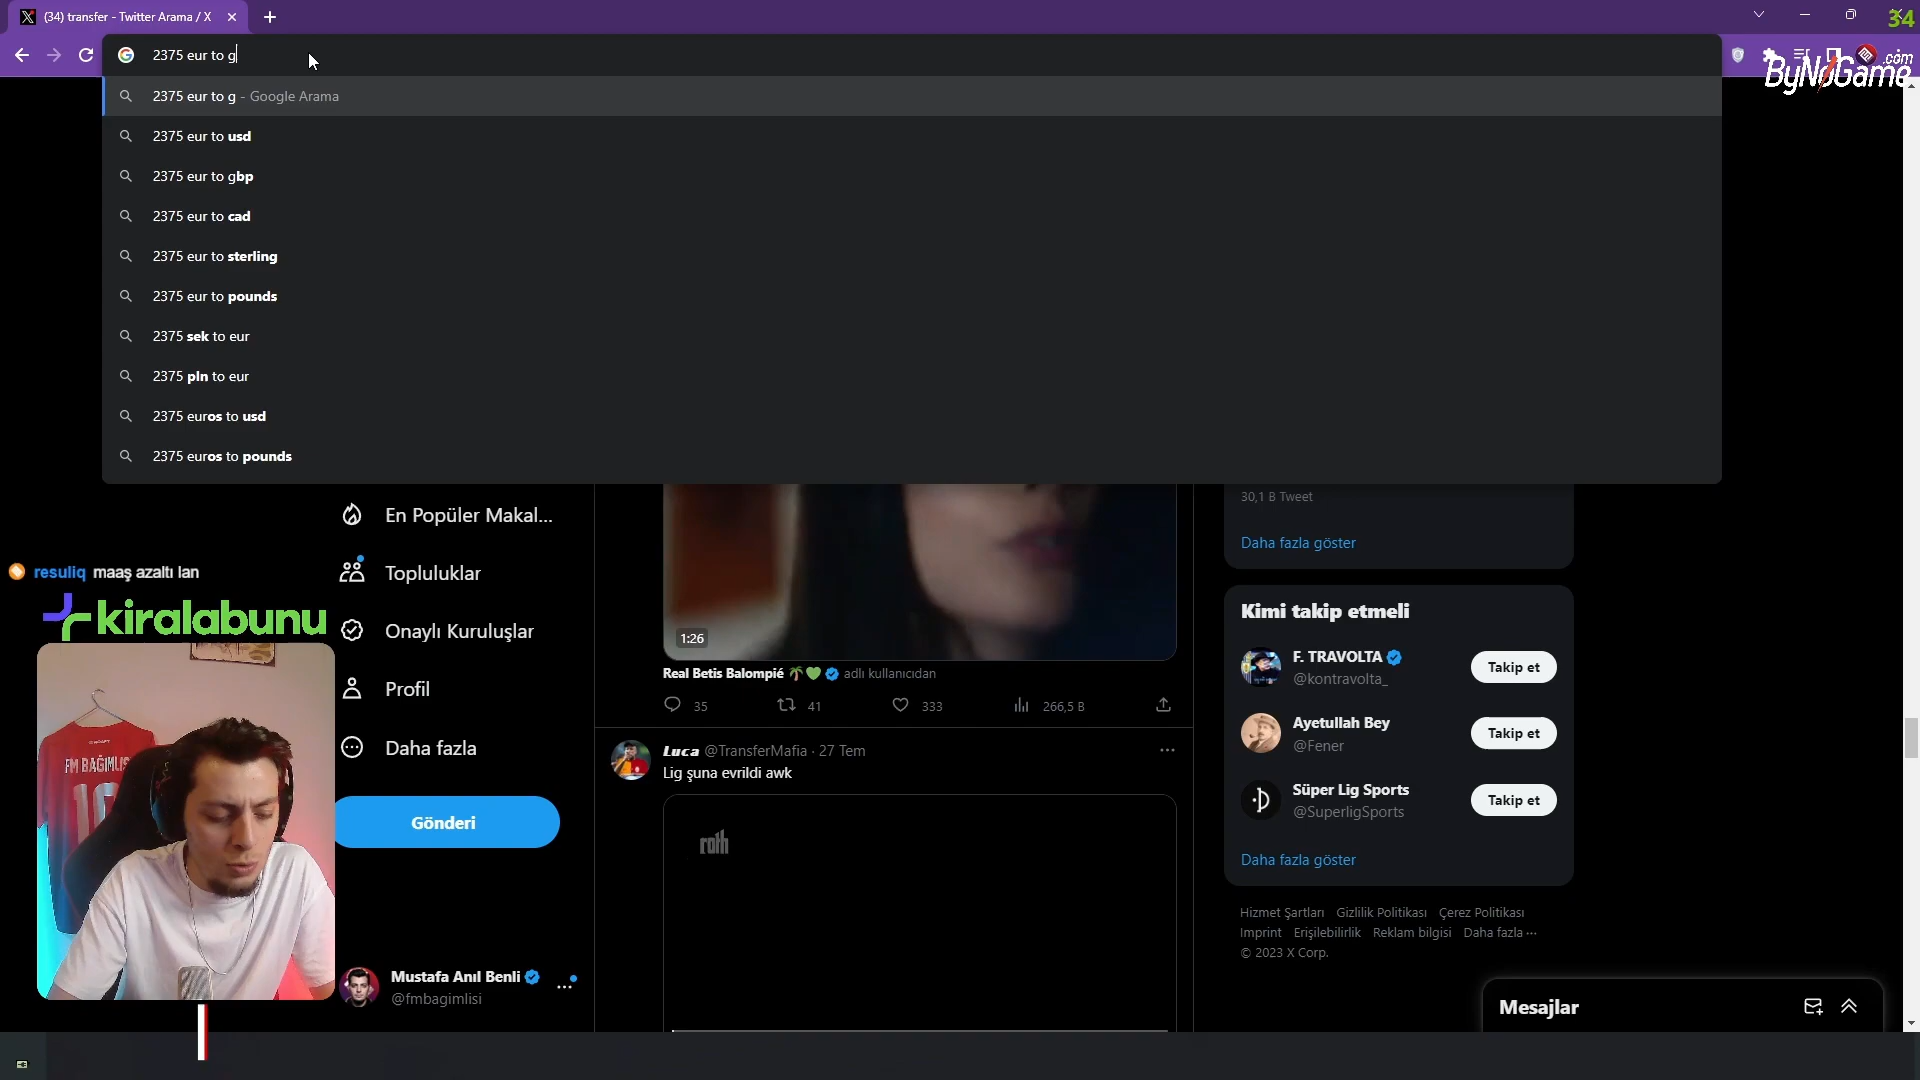 (34) transfer - Twitter Arama / X
34
2375 eur to g
ByNoGame.com
2375 eur to g - Google Arama
2375 eur to usd
2375 eur to gbp
2375 eur to cad
2375 eur to sterling
2375 eur to pounds
2375 sek to eur
2375 pln to eur
2375 euros to usd
2375 euros to pounds
En Popüler Makal...
Topluluklar
Onaylı Kuruluşlar
Profil
Daha fazla
Gönderi
Mustafa Anıl Benli
@fmbagimlisi
resuliq maaş azaltı lan
kiralabunu
FM BAĞIMLIS
10
1:26
Real Betis Balompié 🌴💚 adlı kullanıcıdan
35 41 333 266,5 B
Luca @TransferMafia · 27 Tem
Lig şuna evrildi awk
roth
30,1 B Tweet
Daha fazla göster
Kimi takip etmeli
F. TRAVOLTA
@kontravolta_
Takip et
Ayetullah Bey
@Fener
Takip et
Süper Lig Sports
@SuperligSports
Takip et
Daha fazla göster
Hizmet Şartları Gizlilik Politikası Çerez Politikası
Imprint Erişilebilirlik Reklam bilgisi Daha fazla ···
© 2023 X Corp.
Mesajlar